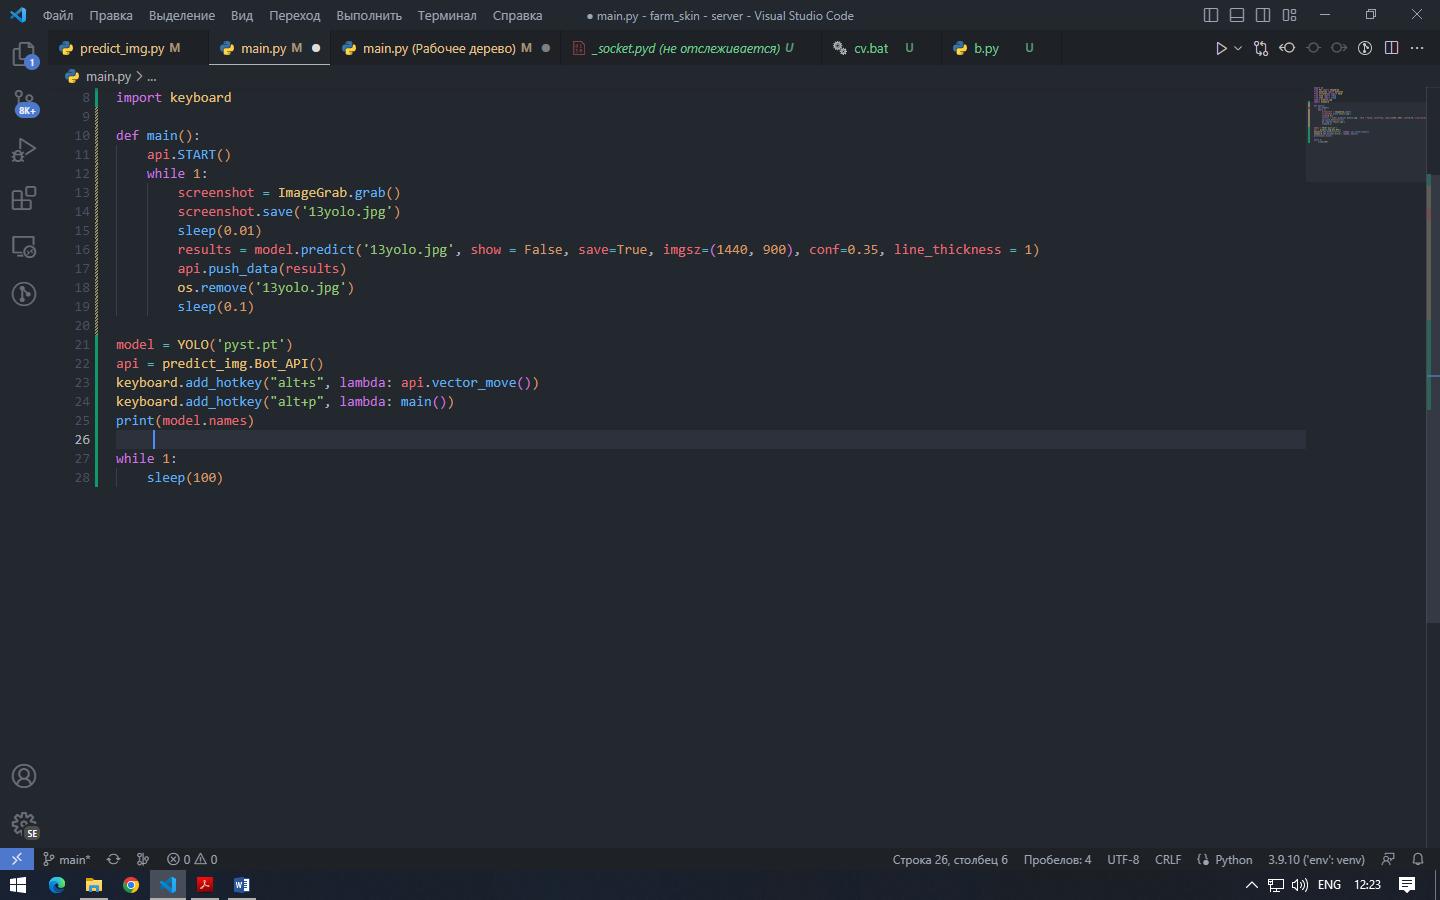 Файл Правка Выделение Вид Переход Выполнить Терминал Справка ● main.py - farm_skin - server - Visual Studio Code
predict_img.py M main.py M main.py (Рабочее дерево) M _socket.pyd (не отслеживается) U cv.bat U b.py U
1
main.py > ...
8K+
8 import keyboard
9
10 def main():
11 api.START()
12 while 1:
13 screenshot = ImageGrab.grab()
14 screenshot.save('13yolo.jpg')
15 sleep(0.01)
16 results = model.predict('13yolo.jpg', show = False, save=True, imgsz=(1440, 900), conf=0.35, line_thickness = 1)
17 api.push_data(results)
18 os.remove('13yolo.jpg')
19 sleep(0.1)
20
21 model = YOLO('pyst.pt')
22 api = predict_img.Bot_API()
23 keyboard.add_hotkey("alt+s", lambda: api.vector_move())
24 keyboard.add_hotkey("alt+p", lambda: main())
25 print(model.names)
26
27 while 1:
28 sleep(100)
SE
main* 0 0 Строка 26, столбец 6 Пробелов: 4 UTF-8 CRLF Python 3.9.10 ('env': venv)
ENG 12:23